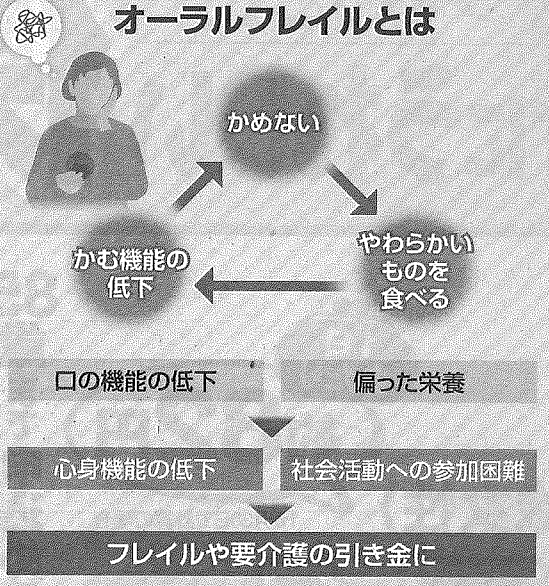 オーラルフレイルとは
かめない
やわらかい
ものを
食べる
かむ機能の
低下
口の機能の低下
偏った栄養
心身機能の低下
社会活動への参加困難
フレイルや要介護の引き金に